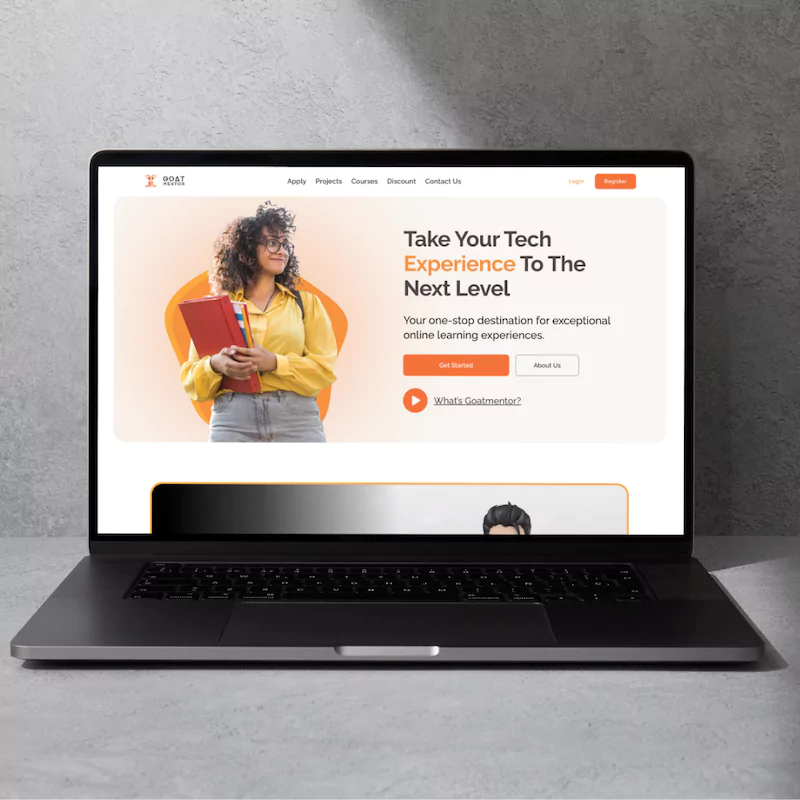 GOAT
MENTOR
Apply Projects Courses Discount Contact Us
Login
Register
Take Your Tech
Experience To The
Next Level
Your one-stop destination for exceptional
online learning experiences.
Get Started
About Us
What's Goatmentor?